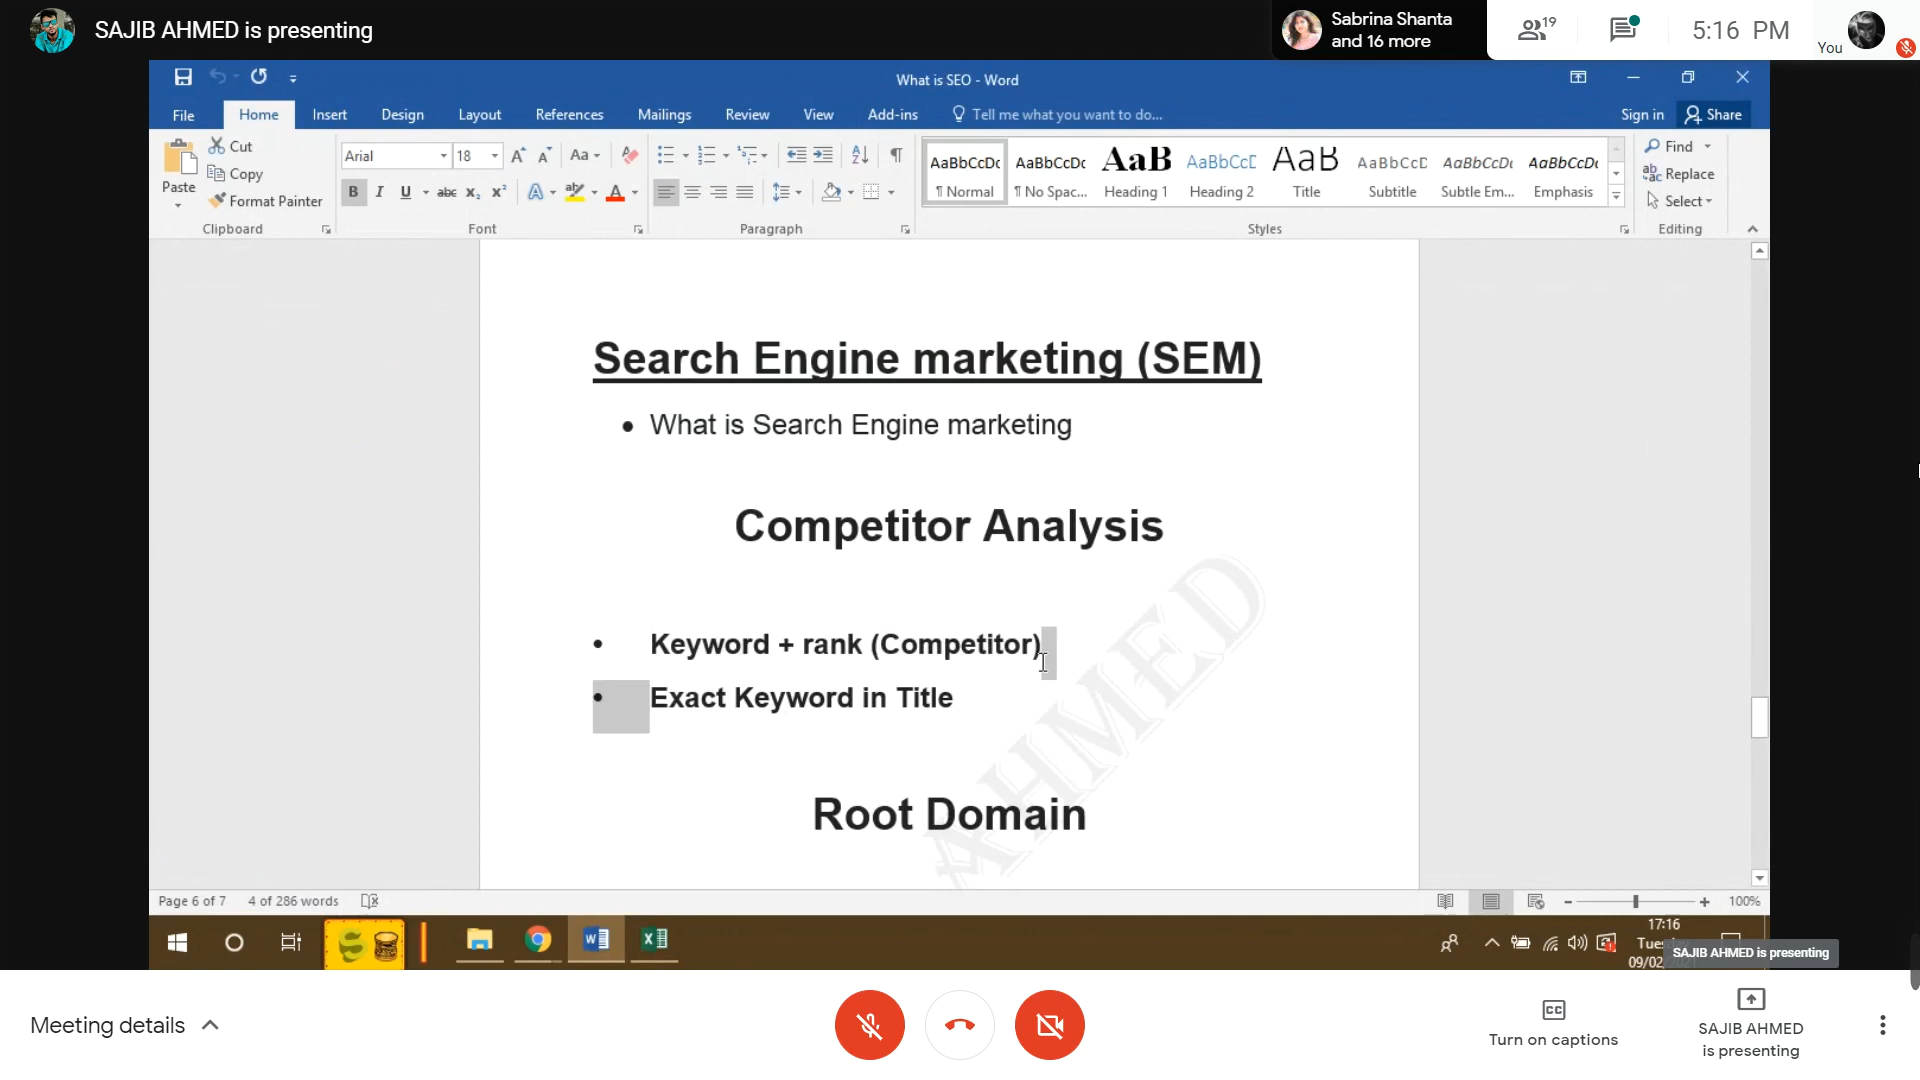 SAJIB AHMED is presenting
Sabrina Shanta
and 16 more
19
5:16 PM
You
What is SEO - Word
File Home Insert Design Layout References Mailings Review View Add-ins Tell me what you want to do...
Sign in Share
Paste
Cut
Copy
Format Painter
Clipboard
Arial 18
Font
Paragraph
AaBbCcDc AaBbCcDc AaB AaBbCcD AaB AaBbCcD AaBbCcDc AaBbCcDc
¶ Normal ¶ No Spac... Heading 1 Heading 2 Title Subtitle Subtle Em... Emphasis
Styles
Find
Replace
Select
Editing
Search Engine marketing (SEM)
• What is Search Engine marketing
Competitor Analysis
• Keyword + rank (Competitor)
• Exact Keyword in Title
Root Domain
AHMED
Page 6 of 7 4 of 286 words
100%
17:16
SAJIB AHMED is presenting
Meeting details
Turn on captions
SAJIB AHMED
is presenting